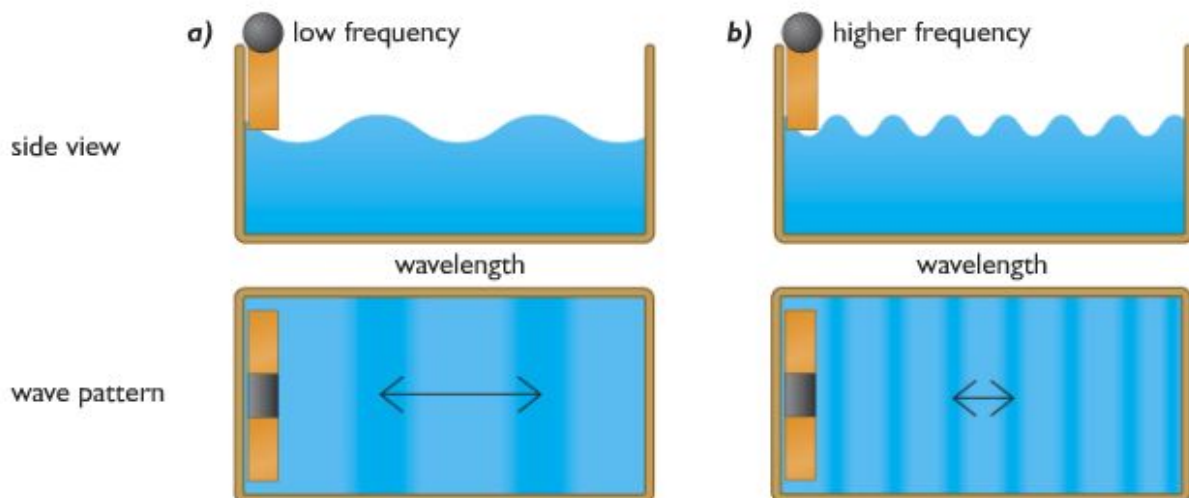 a) low frequency
b) higher frequency
side view
wavelength
wavelength
wave pattern